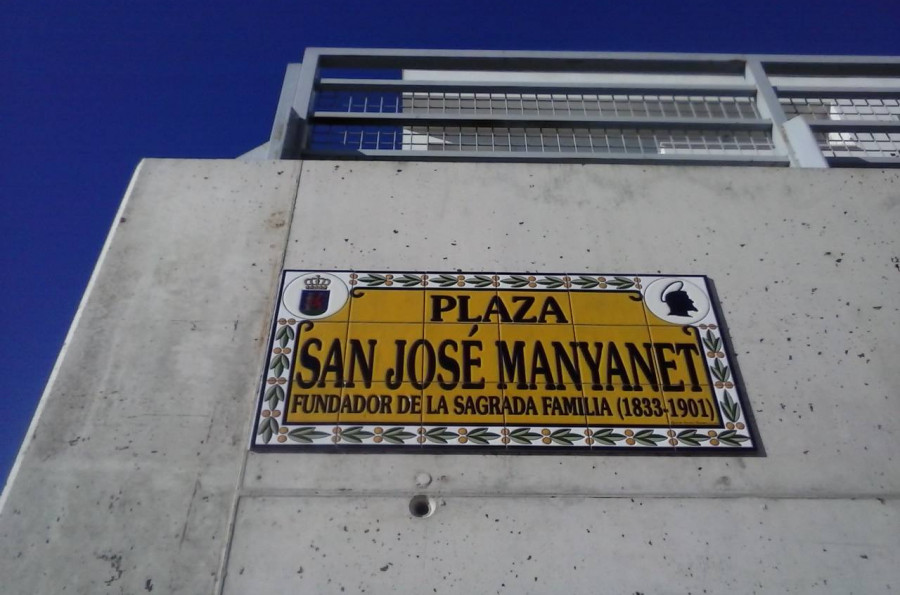 PLAZA
SAN JOSÉ MANYANET
FUNDADOR DE LA SAGRADA FAMILIA (1833-1901)